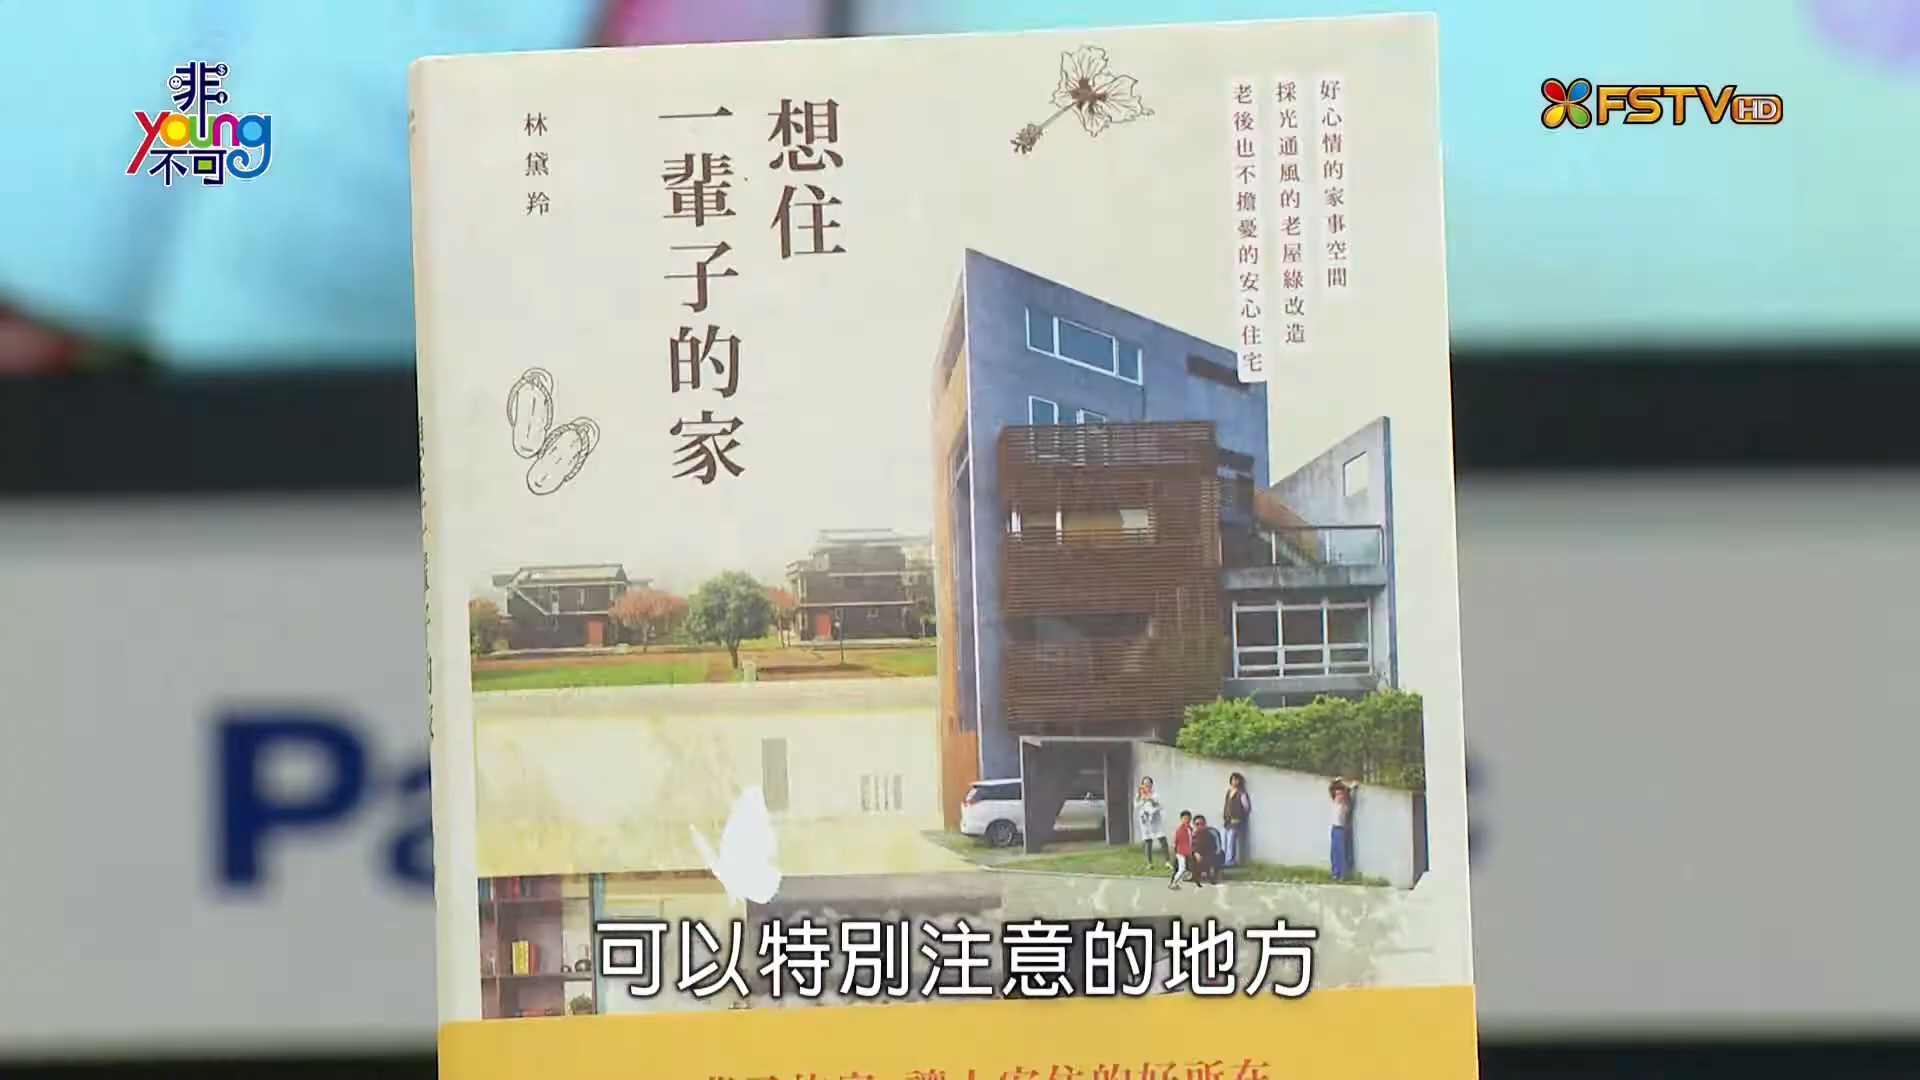 非
young
不可
FSTV HD
好心情的家事空間
採光通風的老屋綠改造
老後也不擔憂的安心住宅
想住
一輩子的家
林黛羚
可以特別注意的地方